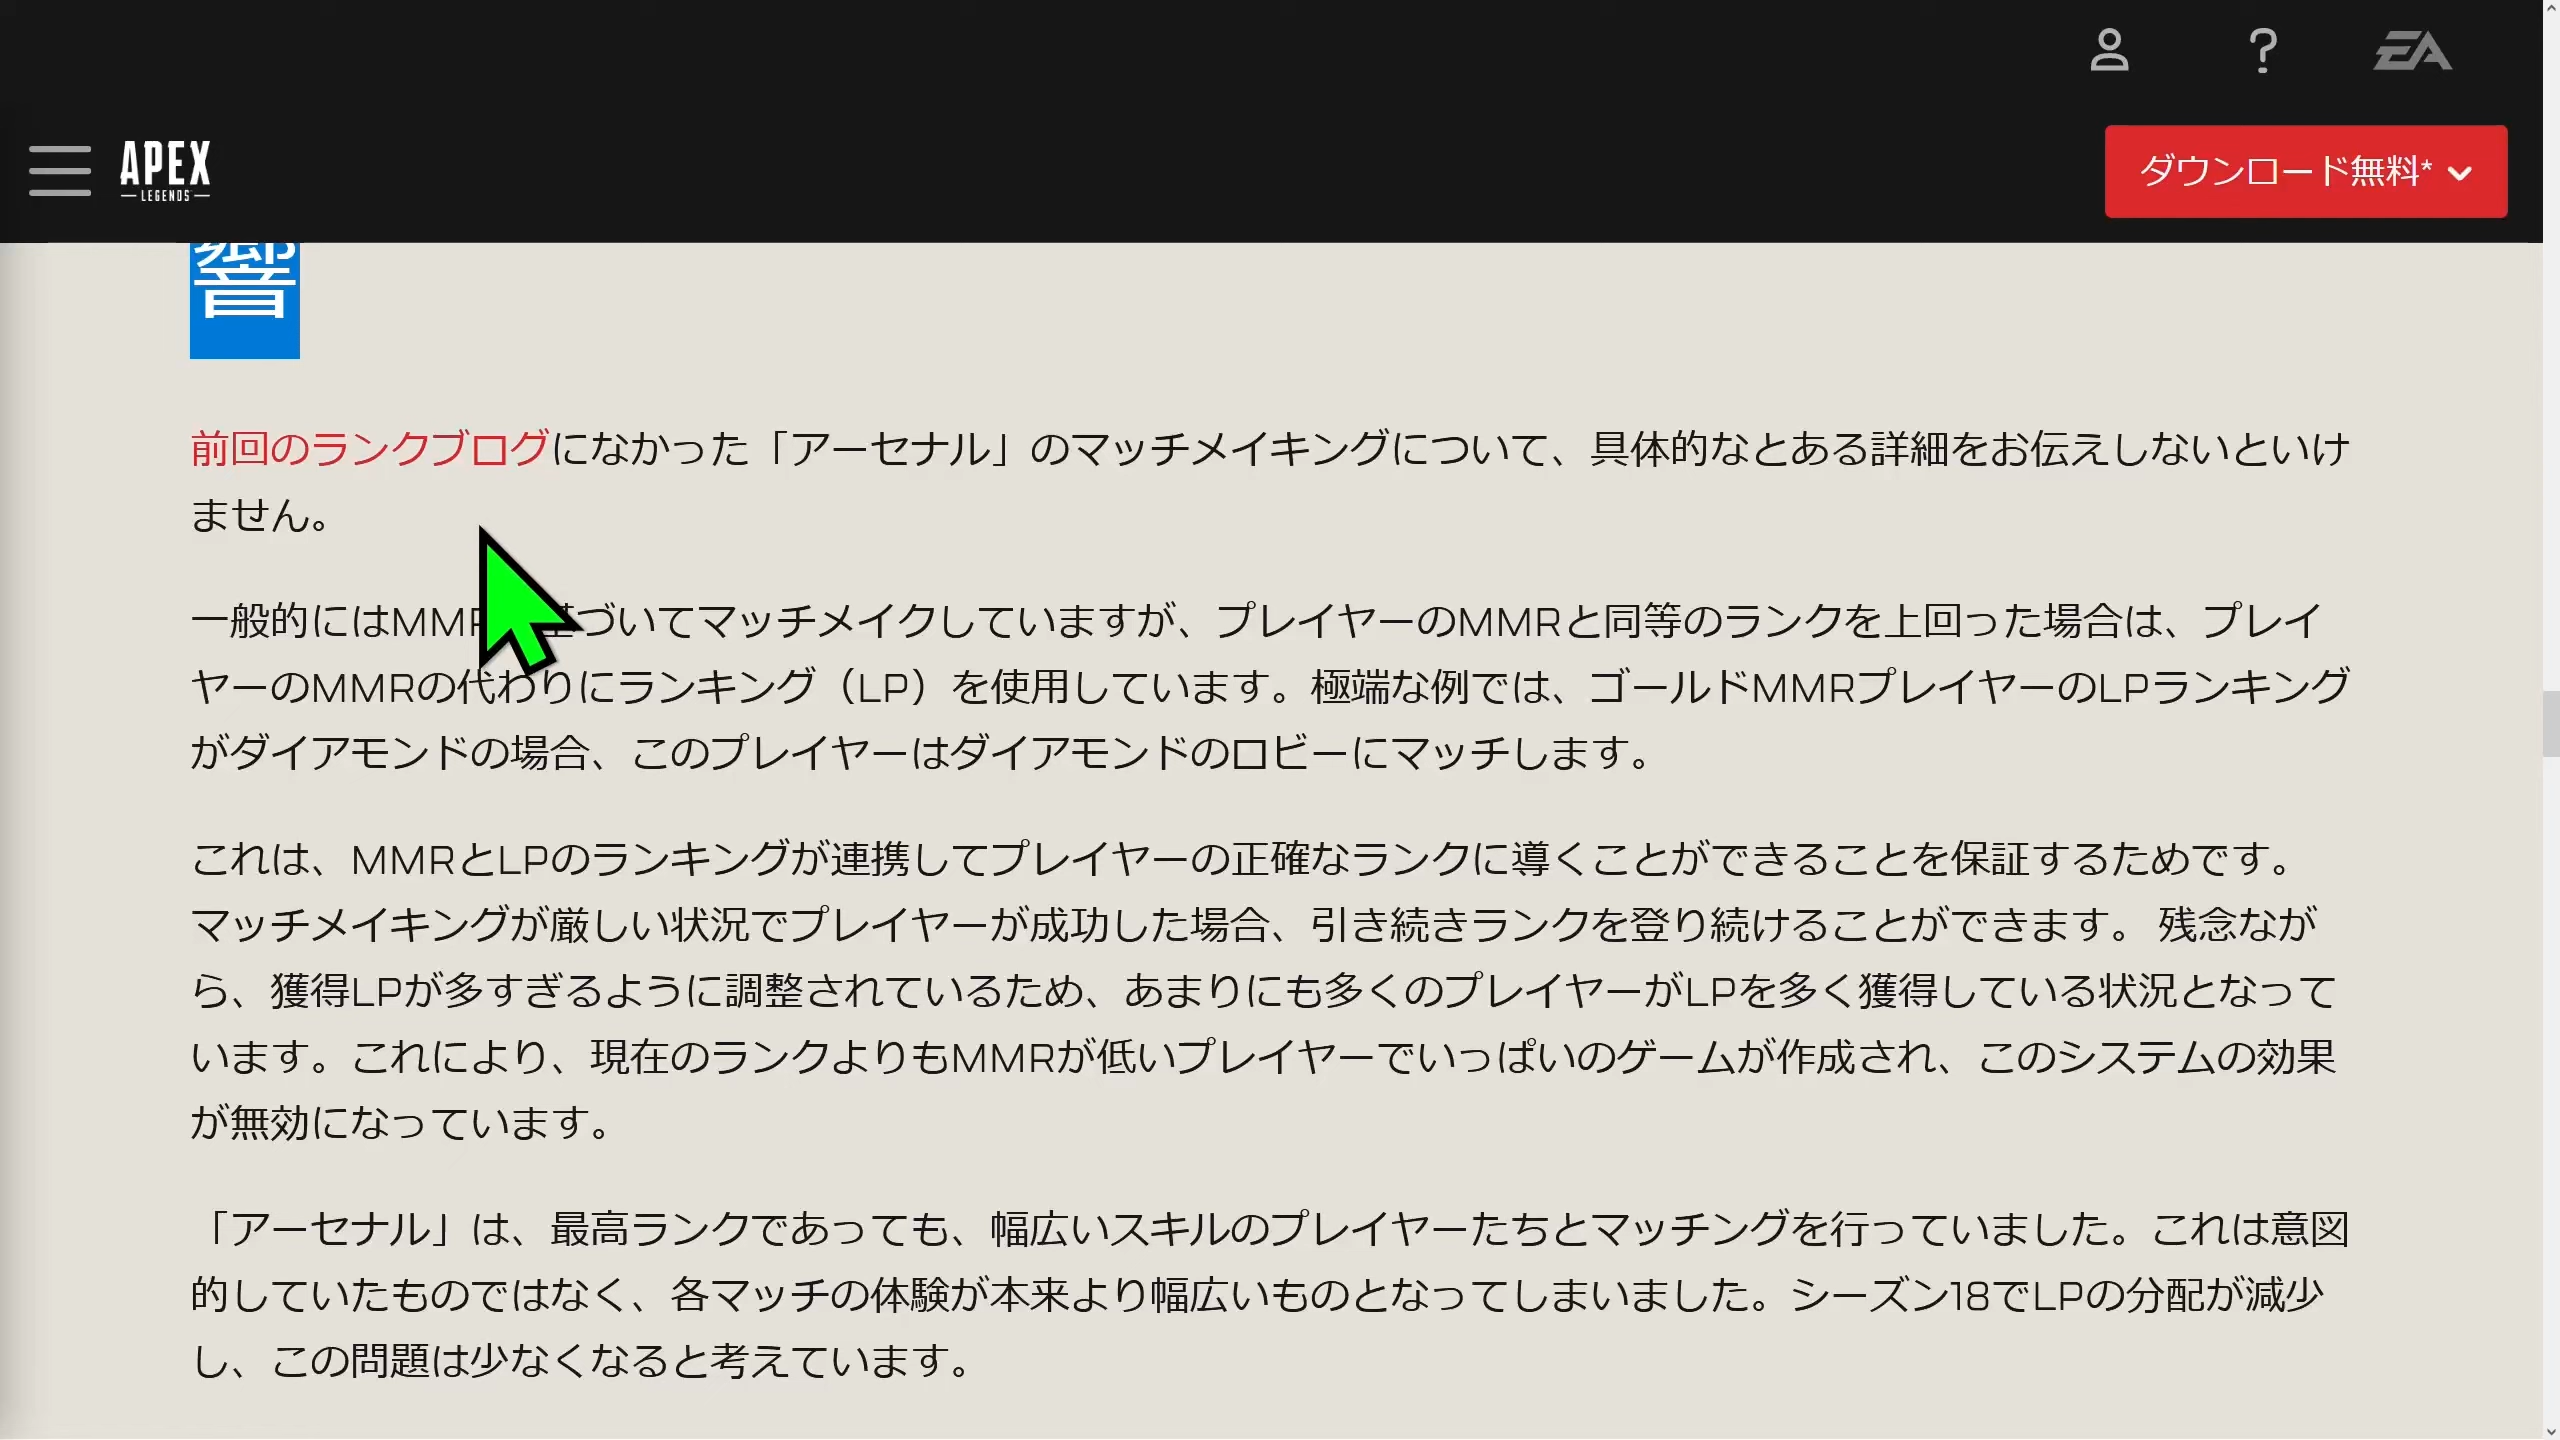 APEX
LEGENDS
ダウンロード無料*
響
前回のランクブログになかった「アーセナル」のマッチメイキングについて、具体的なとある詳細をお伝えしないといけ
ません。
一般的にはMMR 基づいてマッチメイクしていますが、プレイヤーのMMRと同等のランクを上回った場合は、プレイ
ヤーのMMRの代わりにランキング（LP）を使用しています。極端な例では、ゴールドMMRプレイヤーのLPランキング
がダイアモンドの場合、このプレイヤーはダイアモンドのロビーにマッチします。
これは、MMRとLPのランキングが連携してプレイヤーの正確なランクに導くことができることを保証するためです。
マッチメイキングが厳しい状況でプレイヤーが成功した場合、引き続きランクを登り続けることができます。 残念なが
ら、獲得LPが多すぎるように調整されているため、あまりにも多くのプレイヤーがLPを多く獲得している状況となって
います。これにより、現在のランクよりもMMRが低いプレイヤーでいっぱいのゲームが作成され、このシステムの効果
が無効になっています。
「アーセナル」は、最高ランクであっても、幅広いスキルのプレイヤーたちとマッチングを行っていました。これは意図
的していたものではなく、各マッチの体験が本来より幅広いものとなってしまいました。シーズン18でLPの分配が減少
し、この問題は少なくなると考えています。